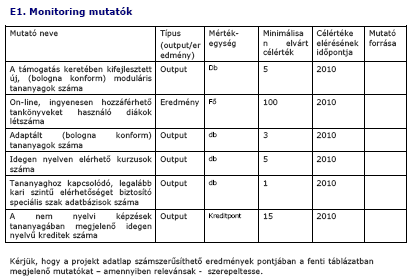 E1. Monitoring mutatók
Mutató neve
Típus (output/er edmény)
Mérték-egység
Minimálisa n elvárt célérték
Célértéke elérésének időpontja
Mutató forrása
A támogatás keretében kifejlesztett
új, (bologna konform) moduláris
tananyagok száma
Output
Db
5
2010
On-line, ingyenesen hozzáférhető
tankönyveket használó diákok
létszáma
Eredmény
Fő
100
2010
Adaptált (bologna konform)
tananyagok száma
Output
db
3
2010
Idegen nyelven elérhető kurzusok
száma
Output
db
5
2010
Tananyaghoz kapcsolódó, legalább
kari szintű elérhetőséget biztosító
speciális szak adatbázisok száma
Output
db
1
2010
A nem nyelvi képzések
tananyagában megjelenő idegen
nyelvű kreditek száma
Output
Kreditpont
15
2010
Kérjük, hogy a projekt adatlap számszerűsíthető eredmények pontjában a fenti táblázatban
megjelenő mutatókat – amennyiben relevánsak - szerepeltesse.